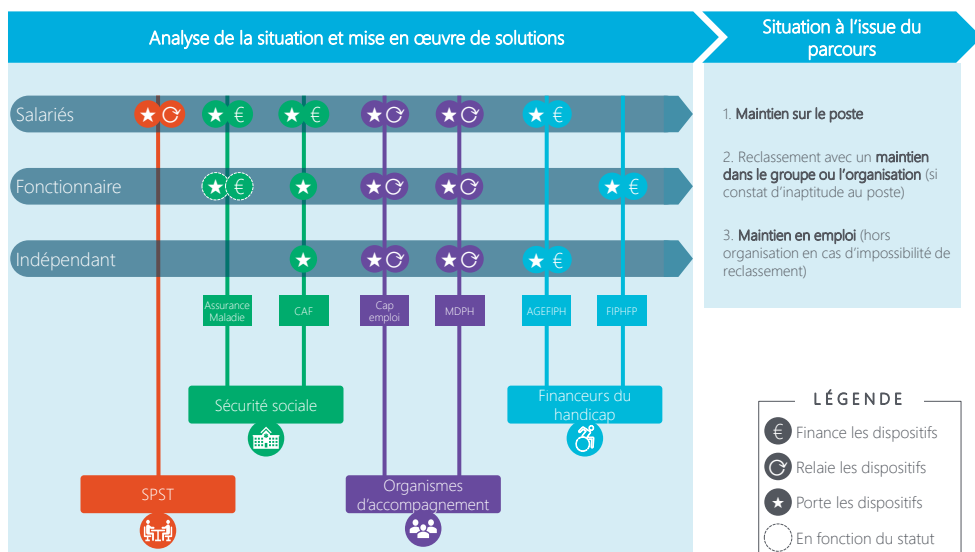 Analyse de la situation et mise en œuvre de solutions
Situation à l'issue du
parcours
Salariés
€
€
€
Fonctionnaire
€
€
Indépendant
€
Assurance
Maladie
CAF
Cap
emploi
MDPH
AGEFIPH
FIPHFP
Sécurité sociale
Financeurs du
handicap
SPST
Organismes
d'accompagnement
1. Maintien sur le poste
2. Reclassement avec un maintien
dans le groupe ou l'organisation (si
constat d'inaptitude au poste)
3. Maintien en emploi (hors
organisation en cas d'impossibilité de
reclassement)
LÉGENDE
€ Finance les dispositifs
Relaie les dispositifs
Porte les dispositifs
En fonction du statut